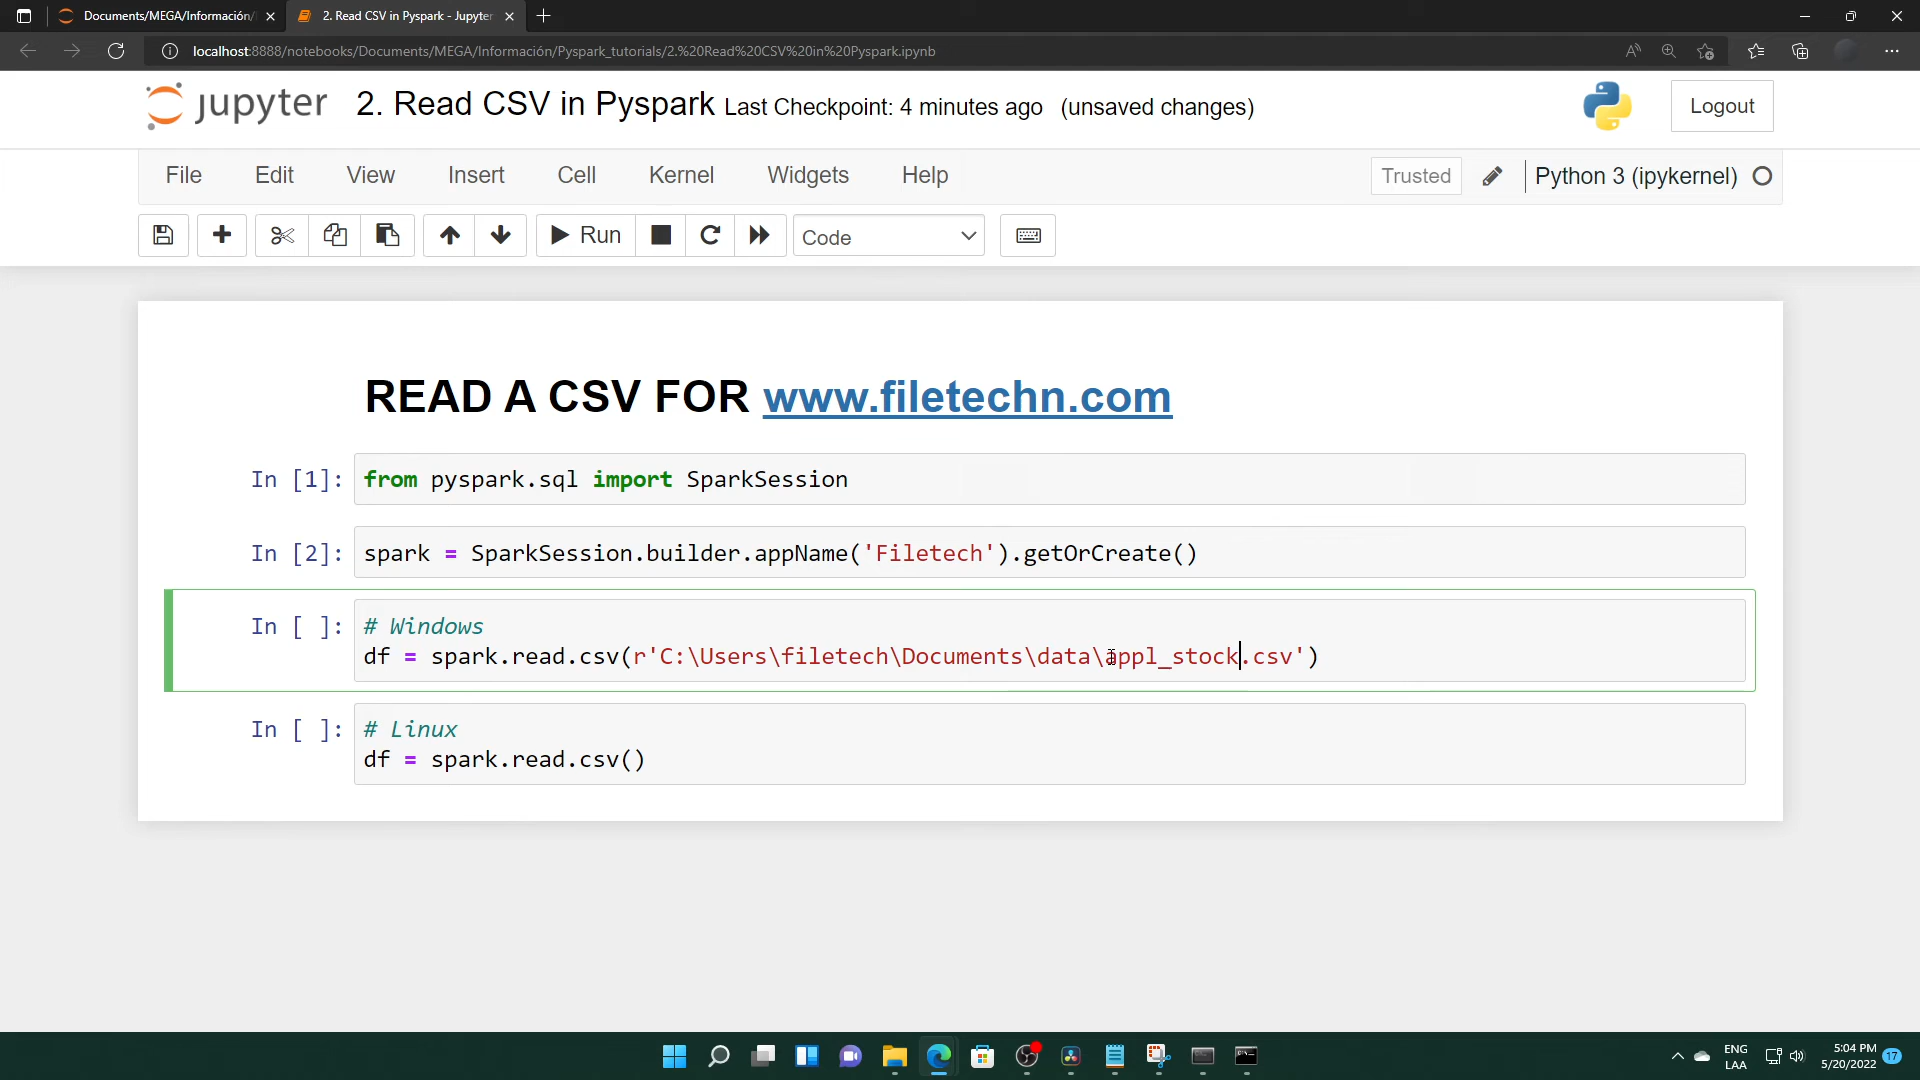 Documents/MEGA/Información/
2. Read CSV in Pyspark - Jupyter
localhost:8888/notebooks/Documents/MEGA/Información/Pyspark_tutorials/2.%20Read%20CSV%20in%20Pyspark.ipynb
jupyter 2. Read CSV in Pyspark Last Checkpoint: 4 minutes ago (unsaved changes)
Logout
File Edit View Insert Cell Kernel Widgets Help
Trusted Python 3 (ipykernel)
Run Code
READ A CSV FOR www.filetechn.com
In [1]: from pyspark.sql import SparkSession
In [2]: spark = SparkSession.builder.appName('Filetech').getOrCreate()
In [ ]: # Windows
df = spark.read.csv(r'C:\Users\filetech\Documents\data\appl_stock.csv')
In [ ]: # Linux
df = spark.read.csv()
ENG
LAA
5:04 PM
5/20/2022
17